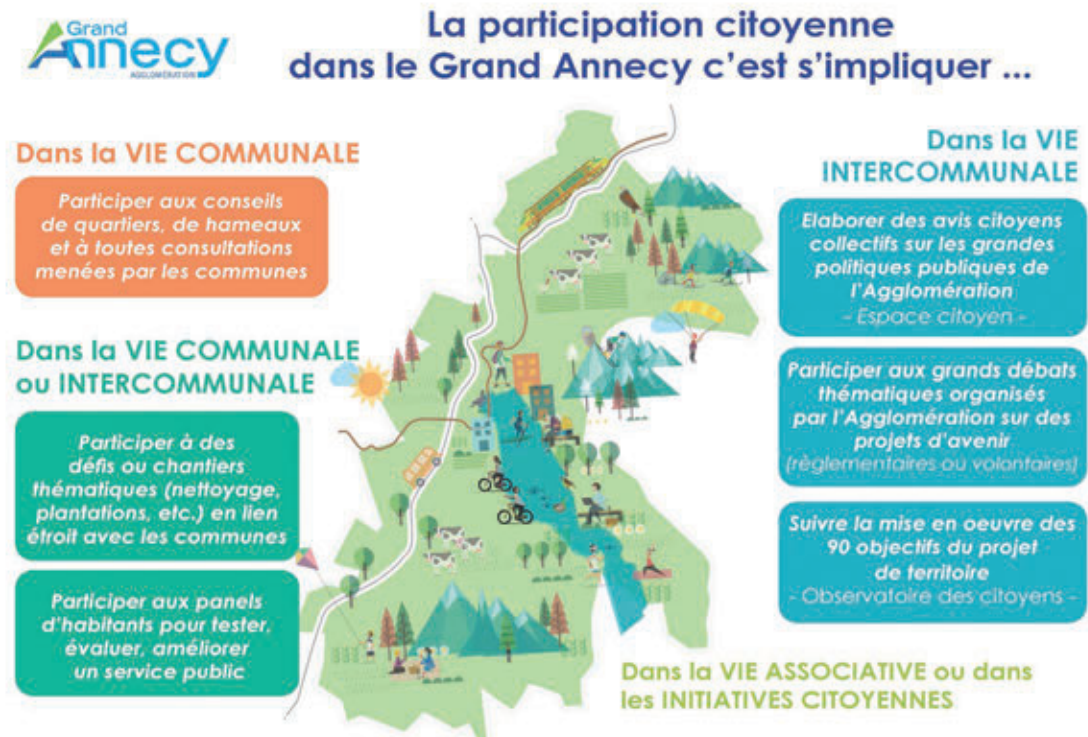 Grand
Annecy
AGGLOMÉRATION
La participation citoyenne
dans le Grand Annecy c'est s'impliquer ...
Dans la VIE COMMUNALE
Participer aux conseils
de quartiers, de hameaux
et à toutes consultations
menées par les communes
Dans la VIE COMMUNALE
ou INTERCOMMUNALE
Participer à des
défis ou chantiers
thématiques (nettoyage,
plantations, etc.) en lien
étroit avec les communes
Participer aux panels
d'habitants pour tester,
évaluer, améliorer
un service public
Dans la VIE
INTERCOMMUNALE
Elaborer des avis citoyens
collectifs sur les grandes
politiques publiques de
l'Agglomération
- Espace citoyen -
Participer aux grands débats
thématiques organisés
par l'Agglomération sur des
projets d'avenir
(règlementaires ou volontaires)
Suivre la mise en oeuvre des
90 objectifs du projet
de territoire
- Observatoire des citoyens -
Dans la VIE ASSOCIATIVE ou dans
les INITIATIVES CITOYENNES